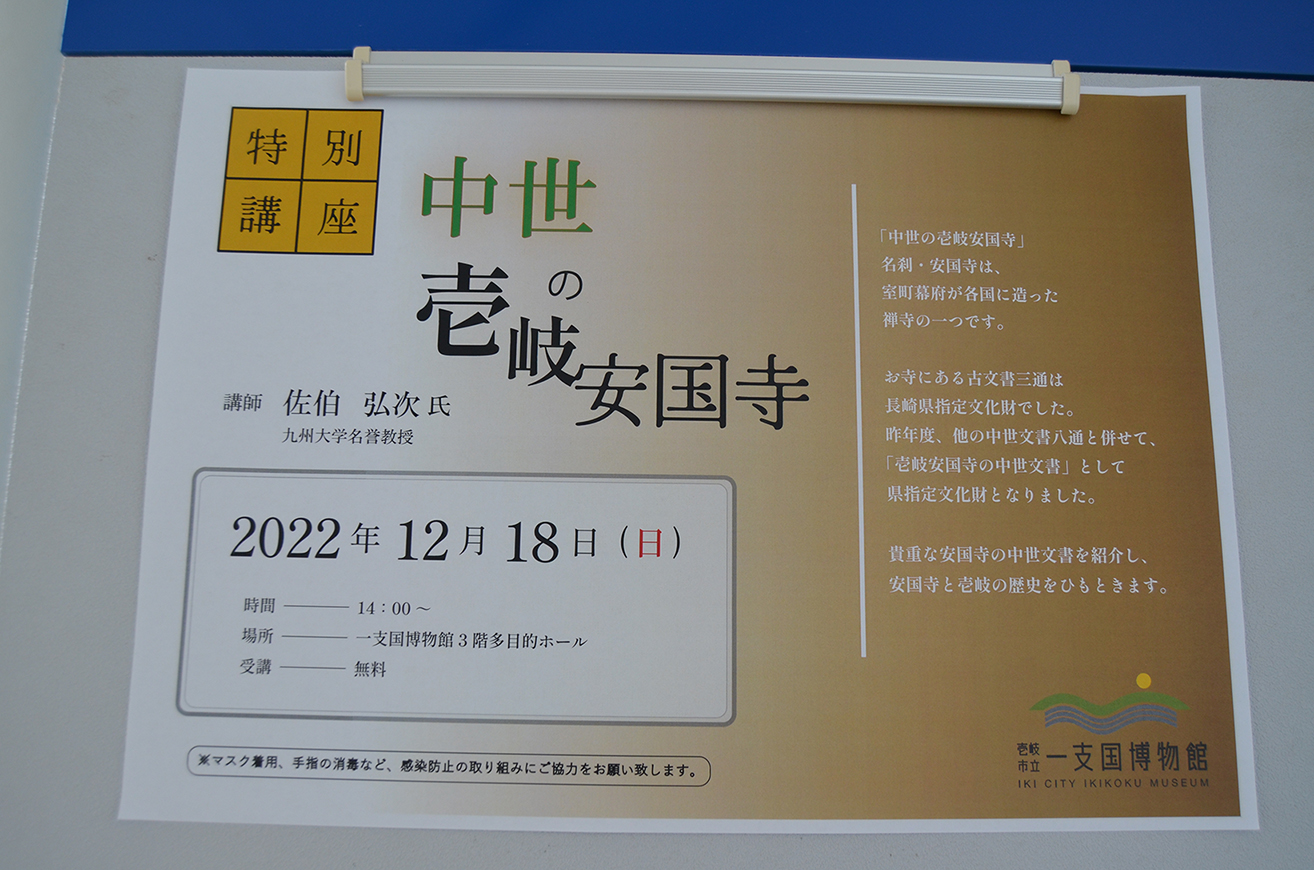 特別
講座
中世
の
壱岐安国寺
講師 佐伯 弘次 氏
九州大学名誉教授
2022年 12月 18日（日）
時間 ――― 14：00～
場所 ――― 一支国博物館3階多目的ホール
受講 ――― 無料
※マスク着用、手指の消毒など、感染防止の取り組みにご協力をお願い致します。
「中世の壱岐安国寺」
名刹・安国寺は、
室町幕府が各国に造った
禅寺の一つです。
お寺にある古文書三通は
長崎県指定文化財でした。
昨年度、他の中世文書八通と併せて、
「壱岐安国寺の中世文書」として
県指定文化財となりました。
貴重な安国寺の中世文書を紹介し、
安国寺と壱岐の歴史をひもときます。
壱岐市立 一支国博物館
IKI CITY IKIKOKU MUSEUM